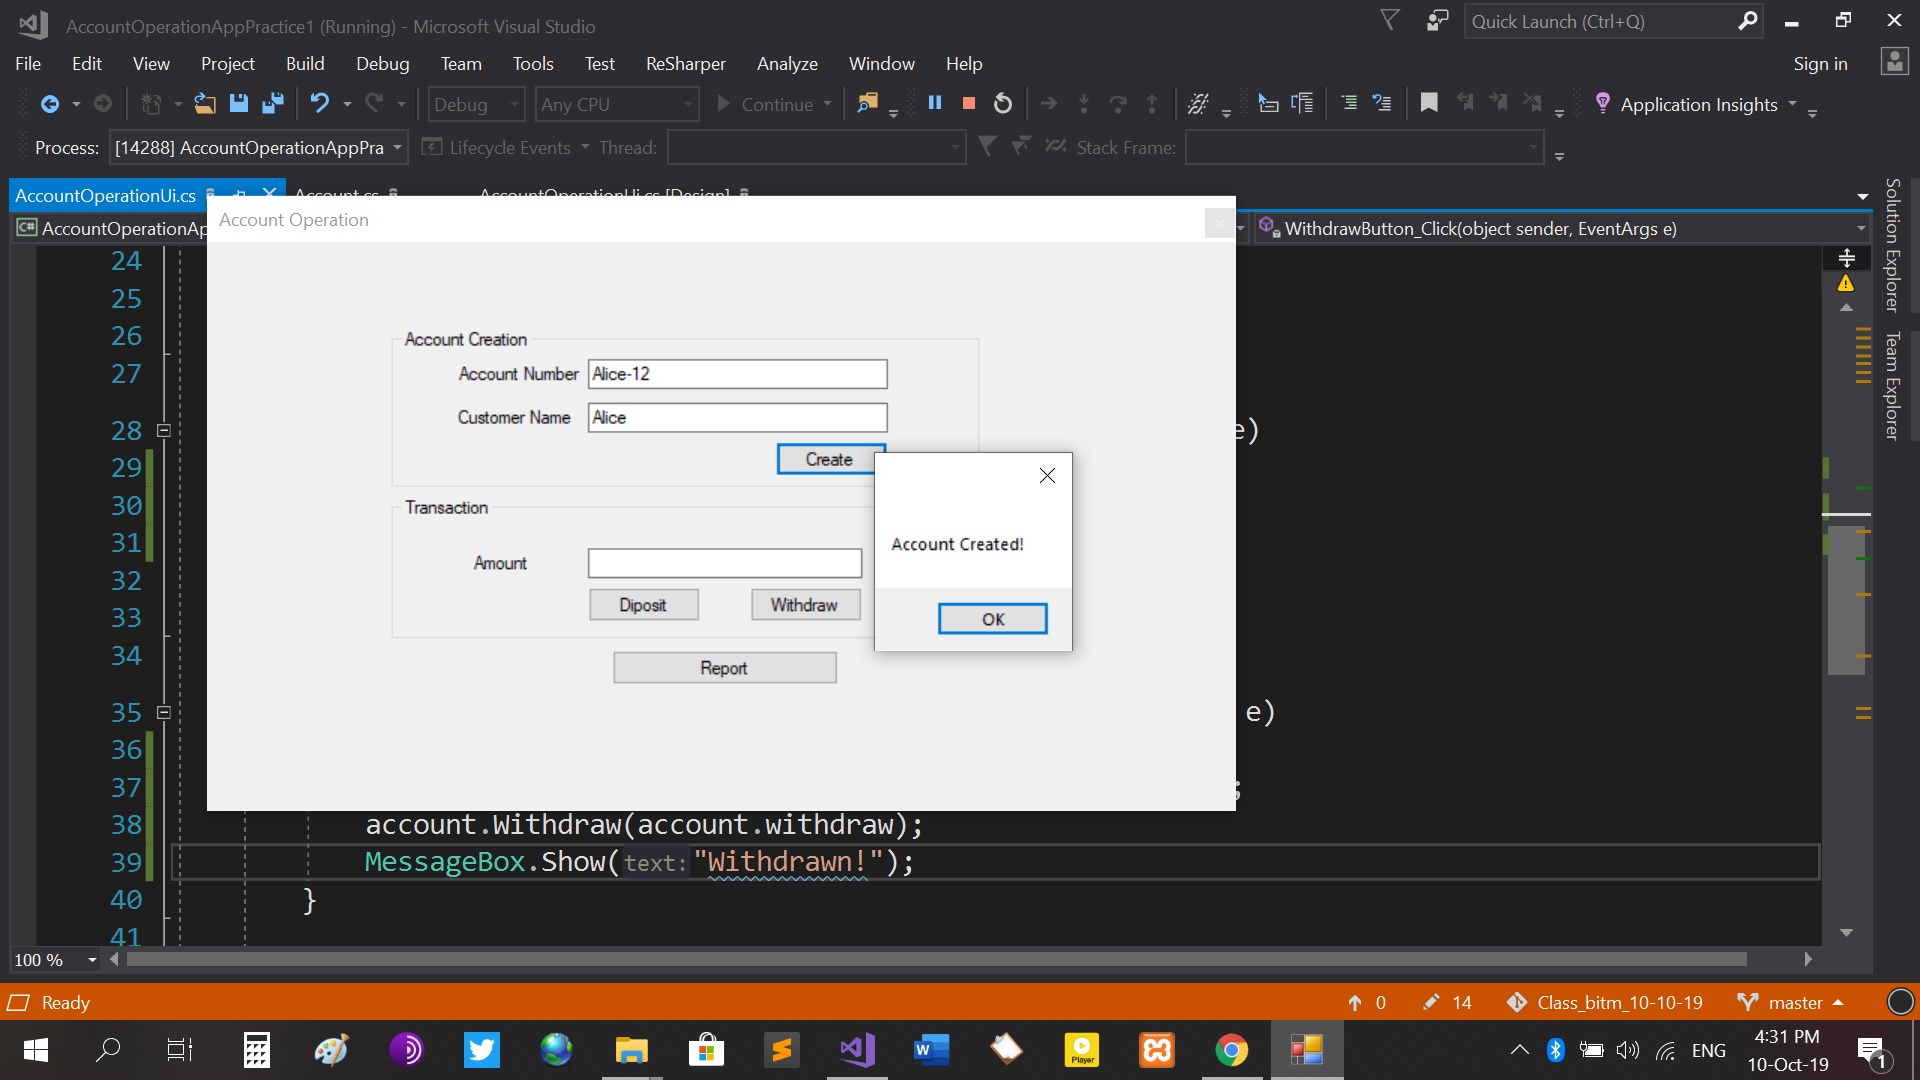 AccountOperationAppPractice1 (Running) - Microsoft Visual Studio
Quick Launch (Ctrl+Q)
File Edit View Project Build Debug Team Tools Test ReSharper Analyze Window Help
Sign in
Debug Any CPU Continue Application Insights
Process: [14288] AccountOperationAppPra Lifecycle Events Thread: Stack Frame:
AccountOperationUi.cs Account.cs AccountOperationUi.cs [Design]
C# AccountOperationAp WithdrawButton_Click(object sender, EventArgs e)
Solution Explorer
Team Explorer
Account Operation
Account Creation
Account Number Alice-12
Customer Name Alice
Create
Transaction
Amount
Diposit Withdraw
Report
Account Created!
OK
24
25
26
27
28 e)
29
30
31
32
33
34
35 e)
36
37 ;
38 account.Withdraw(account.withdraw);
39 MessageBox.Show(text:"Withdrawn!");
40 }
41
100 %
Ready
0 14 Class_bitm_10-10-19 master
W Player
ENG
4:31 PM
10-Oct-19
1